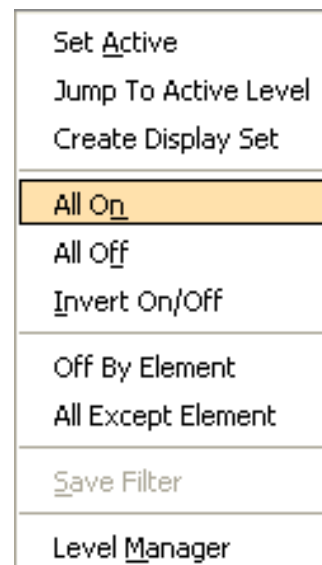 Set Active
Jump To Active Level
Create Display Set
All On
All Off
Invert On/Off
Off By Element
All Except Element
Save Filter
Level Manager